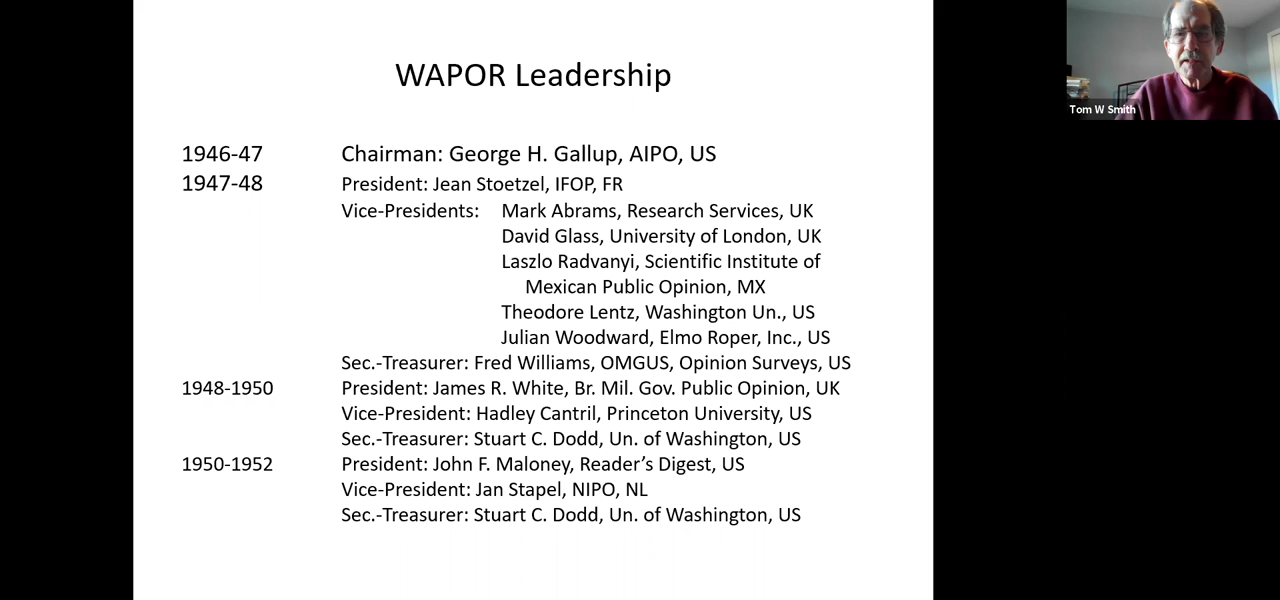 WAPOR Leadership
Tom W Smith
1946-47 Chairman: George H. Gallup, AIPO, US
1947-48 President: Jean Stoetzel, IFOP, FR
Vice-Presidents: Mark Abrams, Research Services, UK
David Glass, University of London, UK
Laszlo Radvanyi, Scientific Institute of
Mexican Public Opinion, MX
Theodore Lentz, Washington Un., US
Julian Woodward, Elmo Roper, Inc., US
Sec.-Treasurer: Fred Williams, OMGUS, Opinion Surveys, US
1948-1950 President: James R. White, Br. Mil. Gov. Public Opinion, UK
Vice-President: Hadley Cantril, Princeton University, US
Sec.-Treasurer: Stuart C. Dodd, Un. of Washington, US
1950-1952 President: John F. Maloney, Reader’s Digest, US
Vice-President: Jan Stapel, NIPO, NL
Sec.-Treasurer: Stuart C. Dodd, Un. of Washington, US